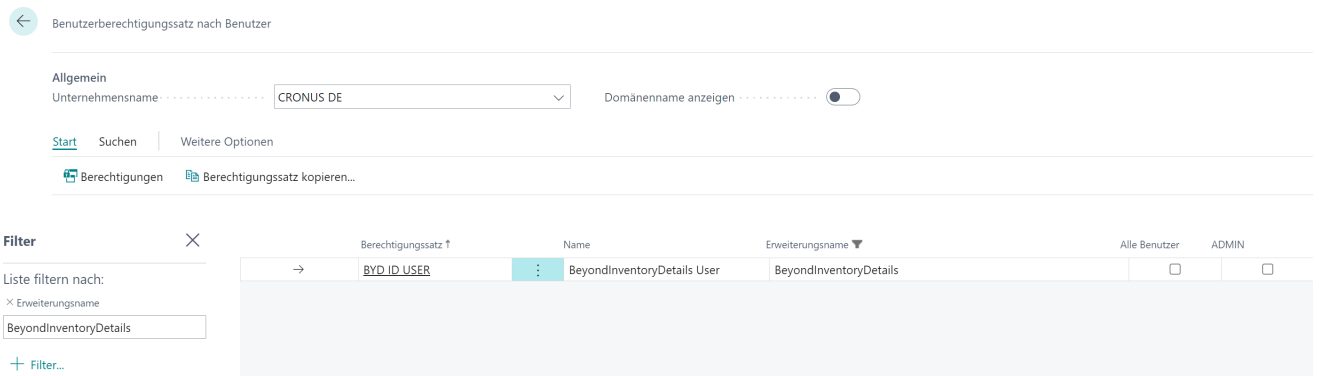 Benutzerberechtigungssatz nach Benutzer
Allgemein
Unternehmensname CRONUS DE Domänenname anzeigen
Start Suchen Weitere Optionen
Berechtigungen Berechtigungssatz kopieren...
Filter
Liste filtern nach:
× Erweiterungsname
BeyondInventoryDetails
+ Filter...
Berechtigungssatz ↑ Name Erweiterungsname Alle Benutzer ADMIN
→ BYD ID USER ⋮ BeyondInventoryDetails User BeyondInventoryDetails